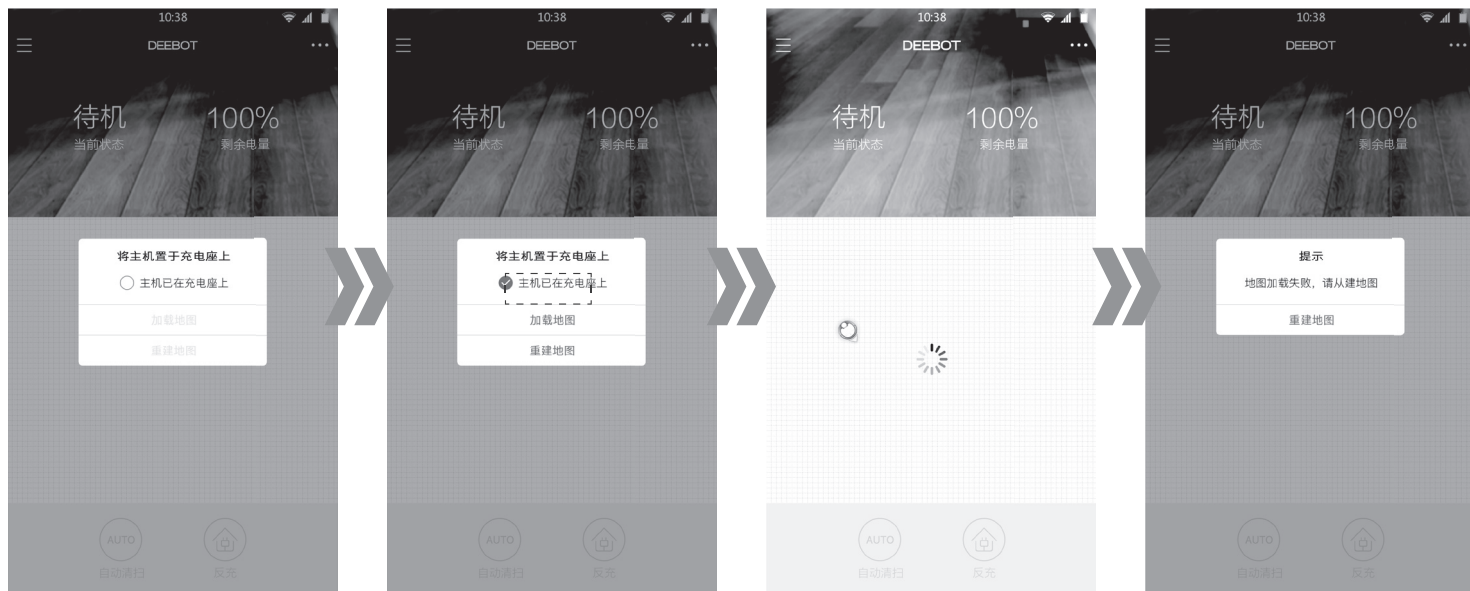 10:38
DEEBOT
待机
100%
当前状态
剩余电量
将主机置于充电座上
主机已在充电座上
加载地图
重建地图
AUTO
自动清扫
反充
10:38
DEEBOT
待机
100%
当前状态
剩余电量
将主机置于充电座上
主机已在充电座上
加载地图
重建地图
AUTO
自动清扫
反充
10:38
DEEBOT
待机
100%
当前状态
剩余电量
AUTO
自动清扫
反充
10:38
DEEBOT
待机
100%
当前状态
剩余电量
提示
地图加载失败，请从建地图
重建地图
AUTO
自动清扫
反充